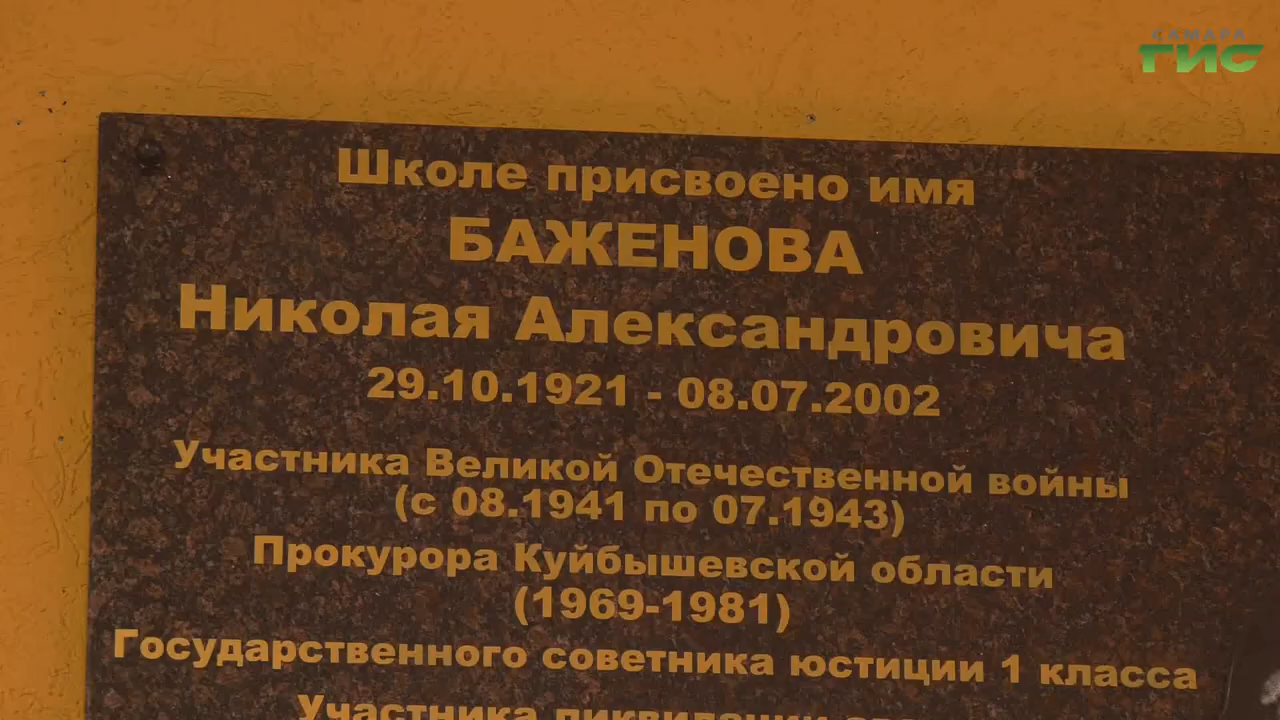 САМАРА
ГИС
Школе присвоено имя
БАЖЕНОВА
Николая Александровича
29.10.1921 - 08.07.2002
Участника Великой Отечественной войны
(с 08.1941 по 07.1943)
Прокурора Куйбышевской области
(1969-1981)
Государственного советника юстиции 1 класса
Участника ликвидации